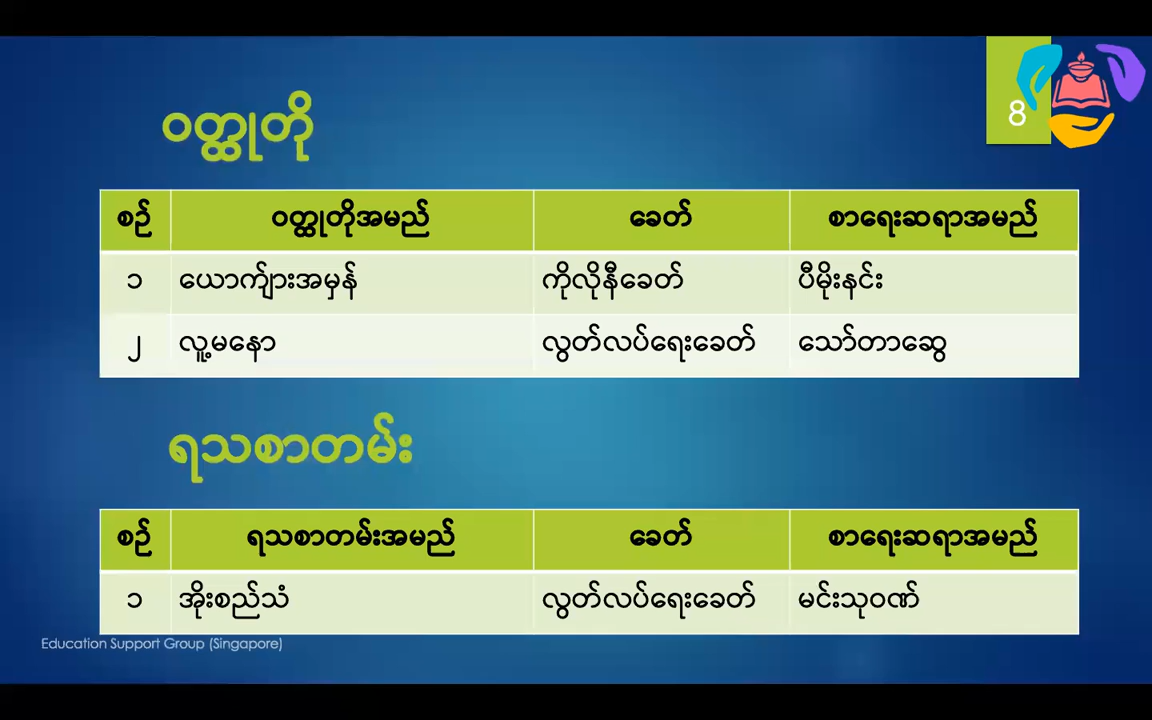 8
ဝတ္ထုတို
စဉ် ဝတ္ထုတိုအမည် ခေတ် စာရေးဆရာအမည်
၁ ယောက်ျားအမှန် ကိုလိုနီခေတ် ပီမိုးနင်း
၂ လူ့မနော လွတ်လပ်ရေးခေတ် သော်တာဆွေ
ရသစာတမ်း
စဉ် ရသစာတမ်းအမည် ခေတ် စာရေးဆရာအမည်
၁ အိုးစည်သံ လွတ်လပ်ရေးခေတ် မင်းသုဝဏ်
Education Support Group (Singapore)